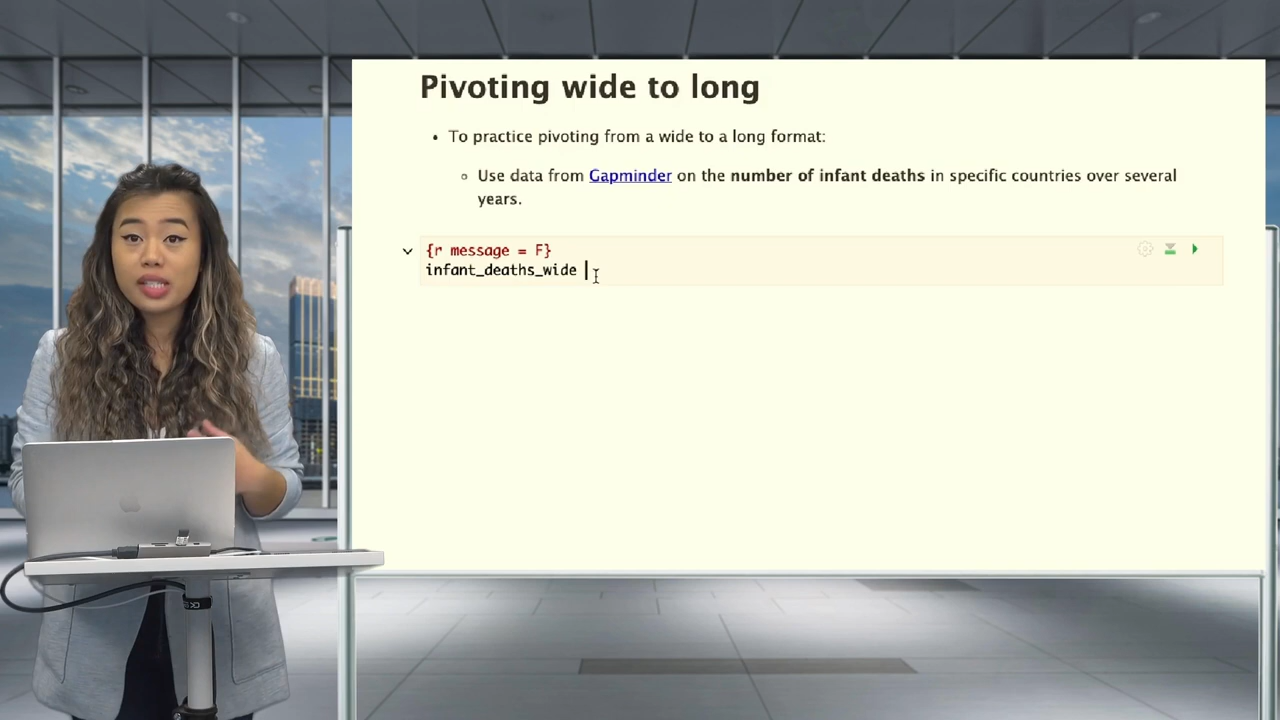 Pivoting wide to long
• To practice pivoting from a wide to a long format:
◦ Use data from Gapminder on the number of infant deaths in specific countries over several
years.
{r message = F}
infant_deaths_wide